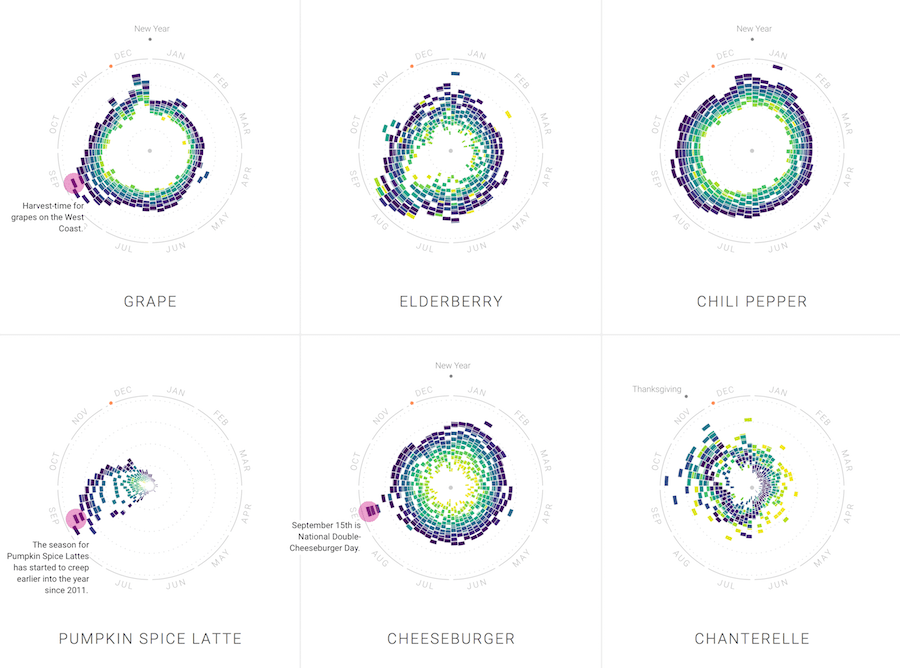 New Year
DEC JAN
NOV FEB
OCT MAR
SEP APR
Harvest-time for
grapes on the West
Coast.
MAY
JUL JUN
GRAPE
New Year
DEC JAN
NOV FEB
OCT MAR
SEP APR
AUG MAY
JUL JUN
ELDERBERRY
New Year
DEC JAN
NOV FEB
OCT MAR
SEP APR
AUG MAY
JUL JUN
CHILI PEPPER
DEC JAN
NOV FEB
OCT MAR
SEP APR
The season for
Pumpkin Spice Lattes
has started to creep
earlier into the year
since 2011.
MAY
JUL JUN
PUMPKIN SPICE LATTE
New Year
DEC JAN
NOV FEB
OCT MAR
SEP APR
September 15th is
National Double-
Cheeseburger Day.
AUG MAY
JUL JUN
CHEESEBURGER
Thanksgiving
DEC JAN
NOV FEB
OCT MAR
SEP APR
AUG MAY
JUL JUN
CHANTERELLE